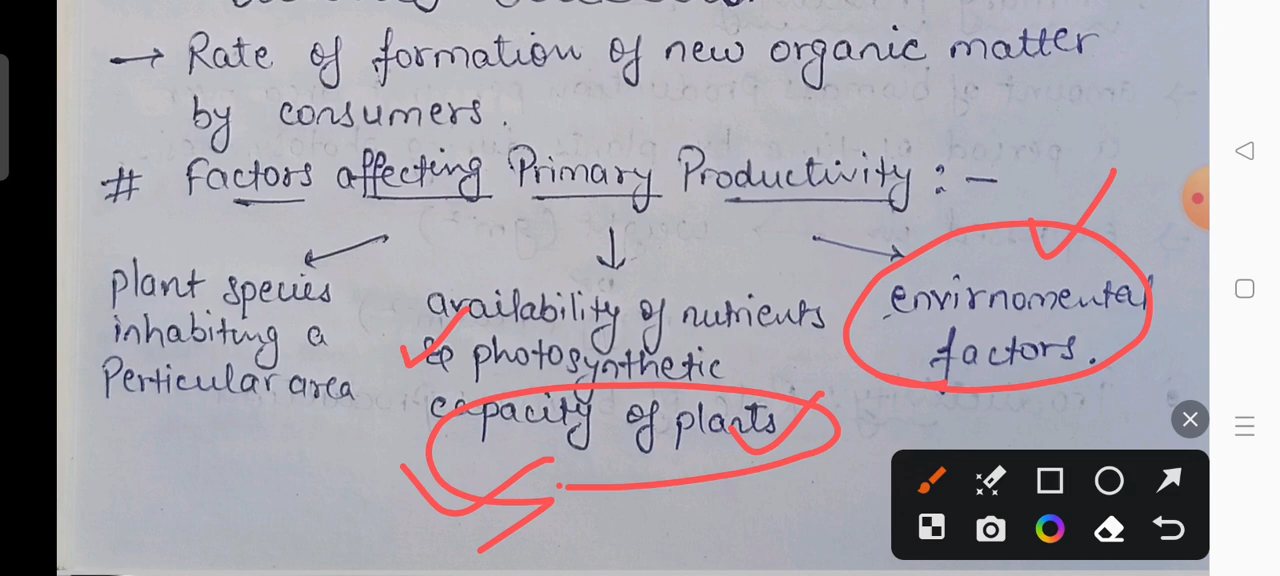 → Rate of formation of new organic matter
by consumers.
# Factors affecting Primary Productivity : -
plant species
inhabiting a
Perticular area
availability of nutrients
& photosynthetic
capacity of plants
envirnomental
factors.